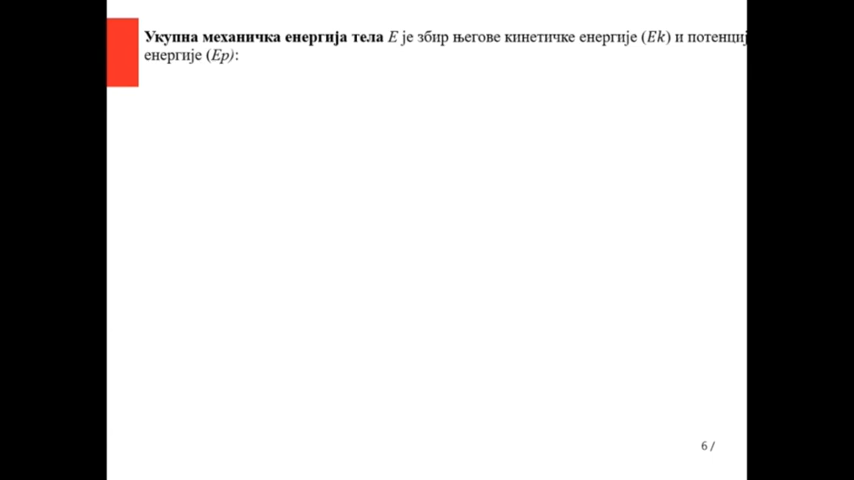 Укупна механичка енергија тела E је збир његове кинетичке енергије (Ek) и потенциј
енергије (Ep):
6 /